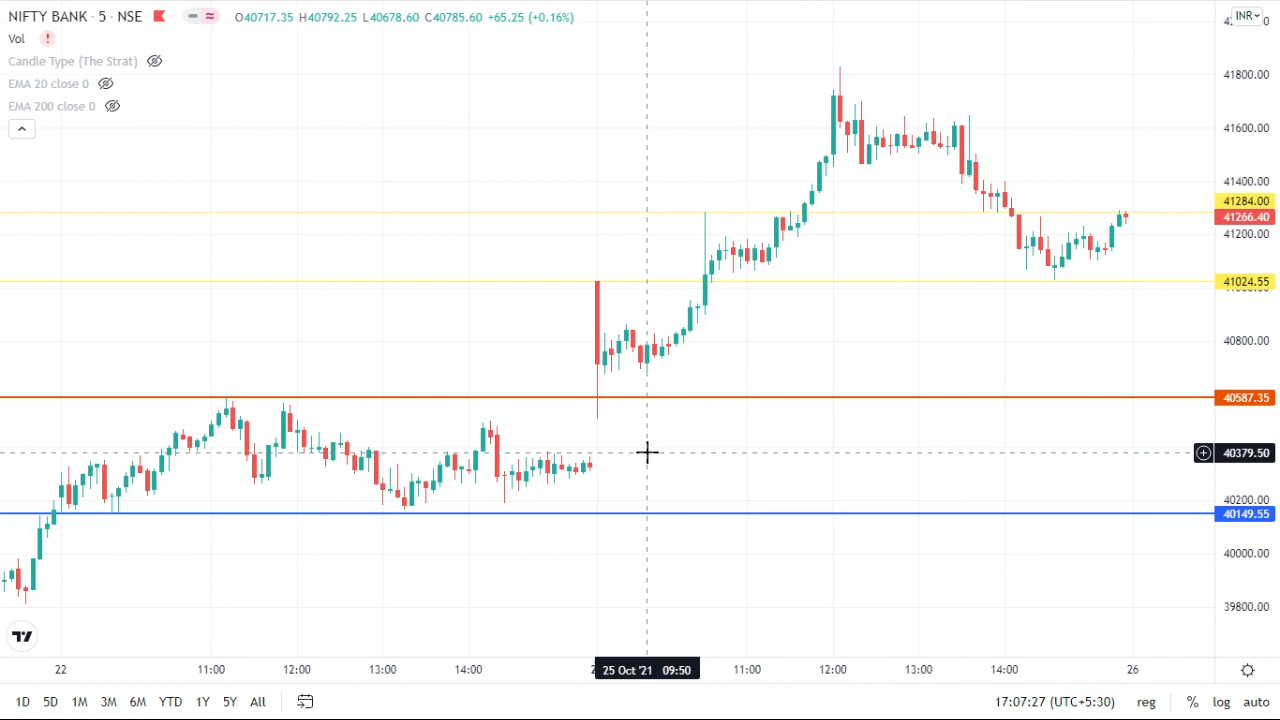 NIFTY BANK · 5 · NSE O40717.35 H40792.25 L40678.60 C40785.60 +65.25 (+0.16%)
Vol !
Candle Type (The Strat)
EMA 20 close 0
EMA 200 close 0
INR
41800.00
41600.00
41400.00
41284.00
41266.40
41200.00
41024.55
40800.00
40587.35
40379.50
40200.00
40149.55
40000.00
39800.00
22 11:00 12:00 13:00 14:00 25 Oct '21 09:50 11:00 12:00 13:00 14:00 26
1D 5D 1M 3M 6M YTD 1Y 5Y All 17:07:27 (UTC+5:30) reg % log auto